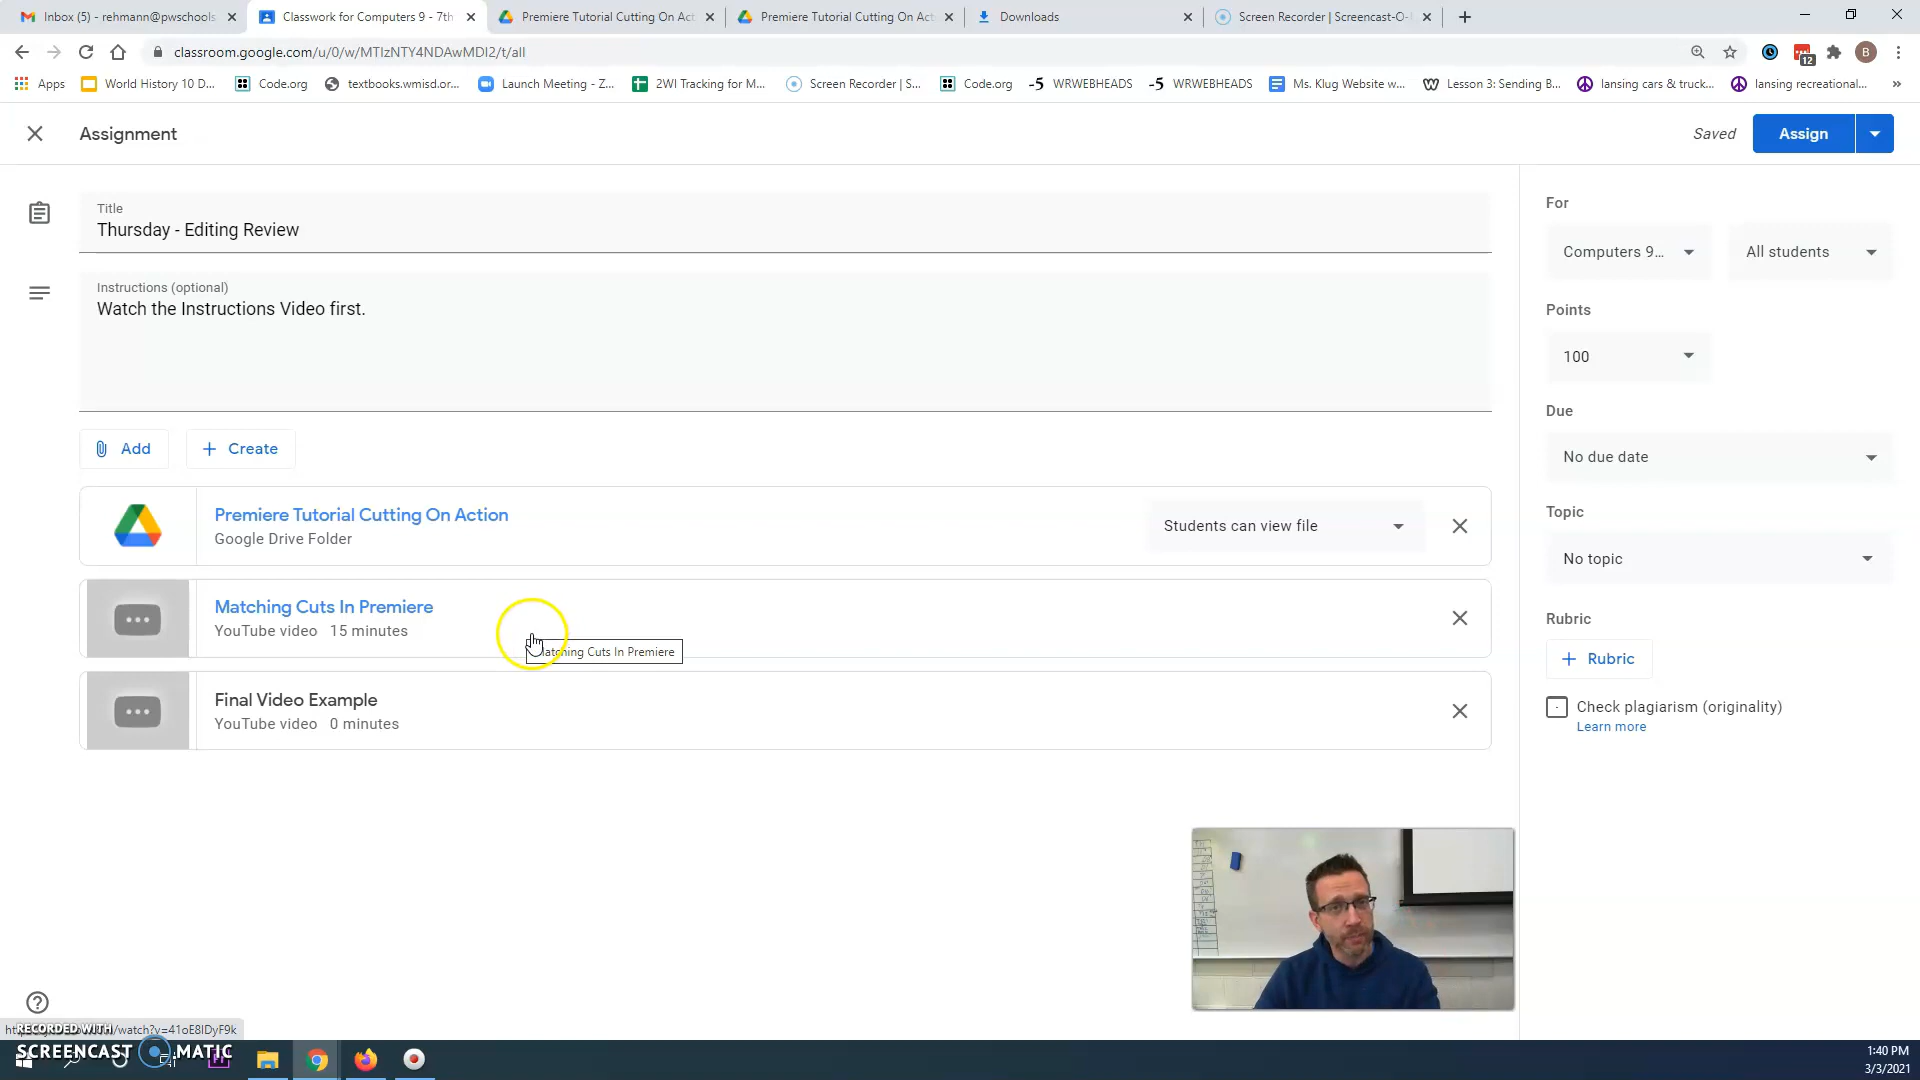 Inbox (5) - rehmann@pwschools
Classwork for Computers 9 - 7th
Premiere Tutorial Cutting On Act
Premiere Tutorial Cutting On Act
Downloads
Screen Recorder | Screencast-O-
classroom.google.com/u/0/w/MTIzNTY4NDAwMDI2/t/all
B
12
Apps
World History 10 D...
Code.org
textbooks.wmisd.or...
Launch Meeting - Z...
2WI Tracking for M...
Screen Recorder | S...
Code.org
-5 WRWEBHEADS
-5 WRWEBHEADS
Ms. Klug Website w...
Lesson 3: Sending B...
lansing cars & truck...
lansing recreational...
»
Assignment
Saved
Assign
Title
Thursday - Editing Review
Instructions (optional)
Watch the Instructions Video first.
Add
Create
Premiere Tutorial Cutting On Action
Google Drive Folder
Students can view file
Matching Cuts In Premiere
YouTube video 15 minutes
Matching Cuts In Premiere
Final Video Example
YouTube video 0 minutes
For
Computers 9...
All students
Points
100
Due
No due date
Topic
No topic
Rubric
Rubric
Check plagiarism (originality)
Learn more
/watch?v=41oE8IDyF9k
RECORDED WITH
SCREENCAST MATIC
1:40 PM
3/3/2021